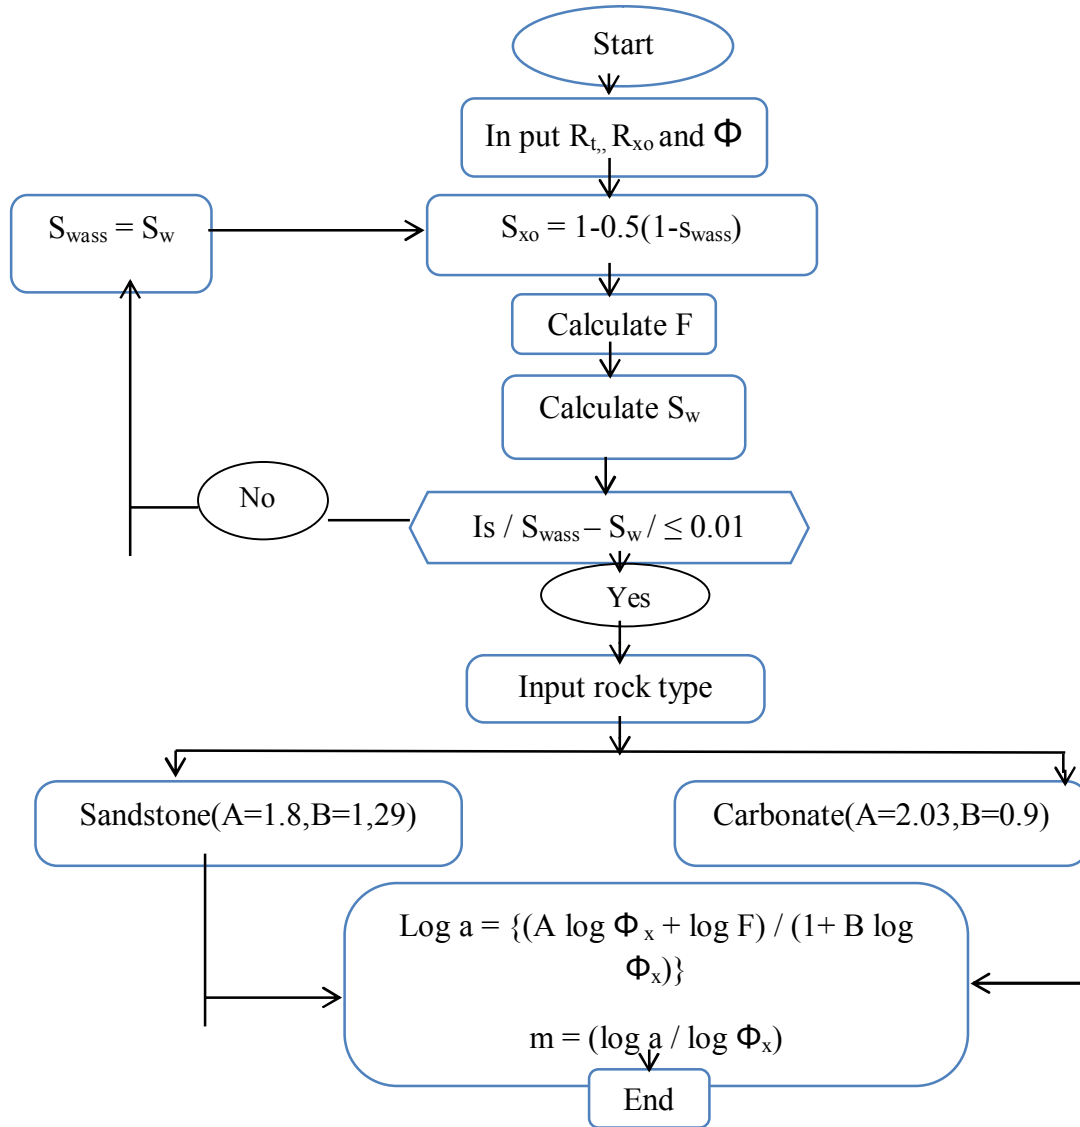 Start
In put Rt,, Rxo and Φ
Swass = Sw
Sxo = 1-0.5(1-swass)
Calculate F
Calculate Sw
No
Is / Swass – Sw / ≤ 0.01
Yes
Input rock type
Sandstone(A=1.8,B=1,29)
Carbonate(A=2.03,B=0.9)
Log a = {(A log Φ x + log F) / (1+ B log
Φx)}
m = (log a / log Φx)
End